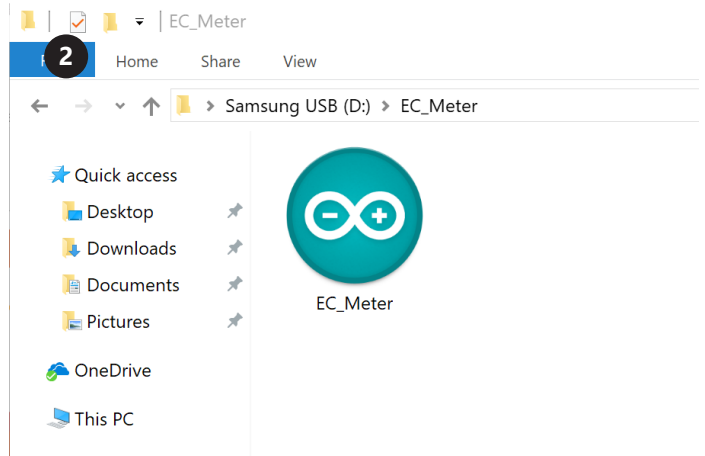 EC_Meter
2
Home Share View
Samsung USB (D:) EC_Meter
Quick access
Desktop
Downloads
Documents
Pictures
OneDrive
This PC
EC_Meter